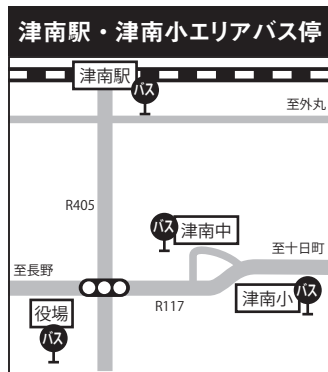 津南駅・津南小エリアバス停
津南駅
バス
至外丸
R405
バス
津南中
至十日町
至長野
R117
津南小
バス
役場
バス